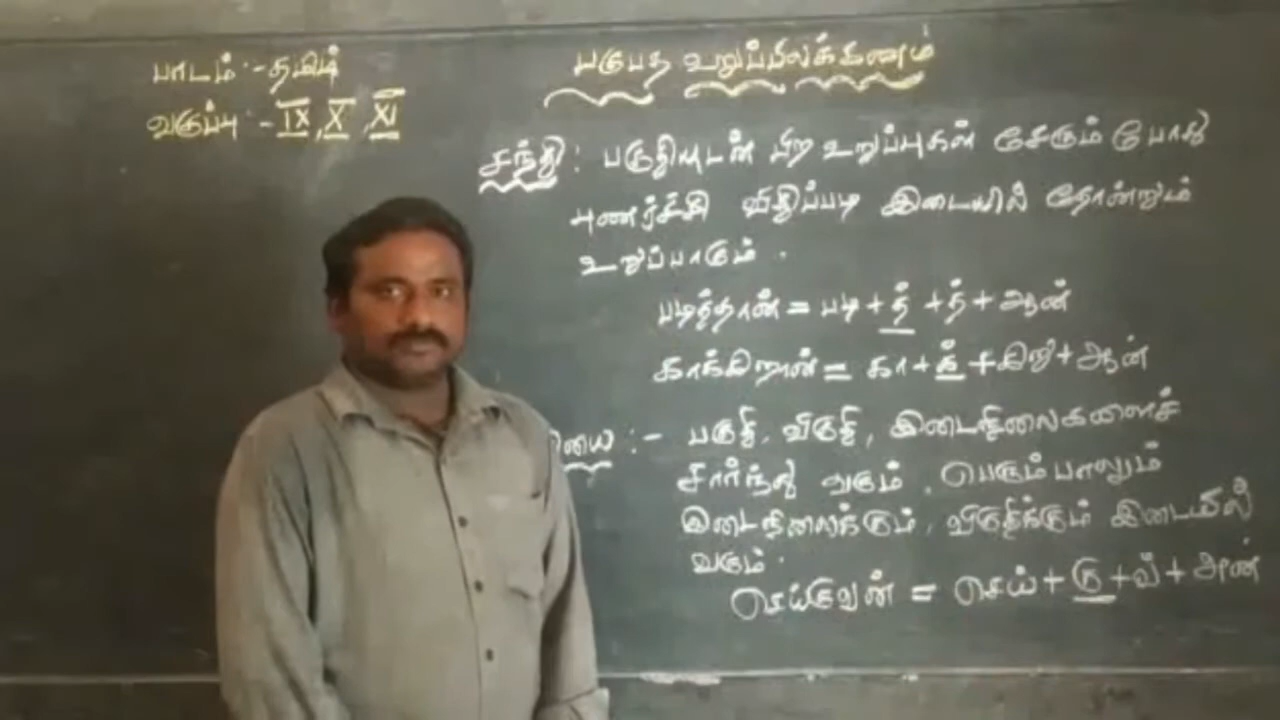 பாடம் :- தமிழ்
வகுப்பு :- IX, X, XI
பகுபத உறுப்பிலக்கணம்
சந்தி : பகுதியுடன் பிற உறுப்புகள் சேரும் போது
புணர்ச்சி விதிப்படி இடையில் தோன்றும்
உறுப்பாகும் .
படித்தான் = படி + த் + த் + ஆன்
காக்கிறான் = கா + க் + கிறு + ஆன்
:- பகுதி, விகுதி, இடைநிலைகளைச்
சார்ந்து வரும் . பெரும்பாலும்
இடைநிலைக்கும், விகுதிக்கும் இடையில்
வரும் .
= செய் + கு + வ் + அன்